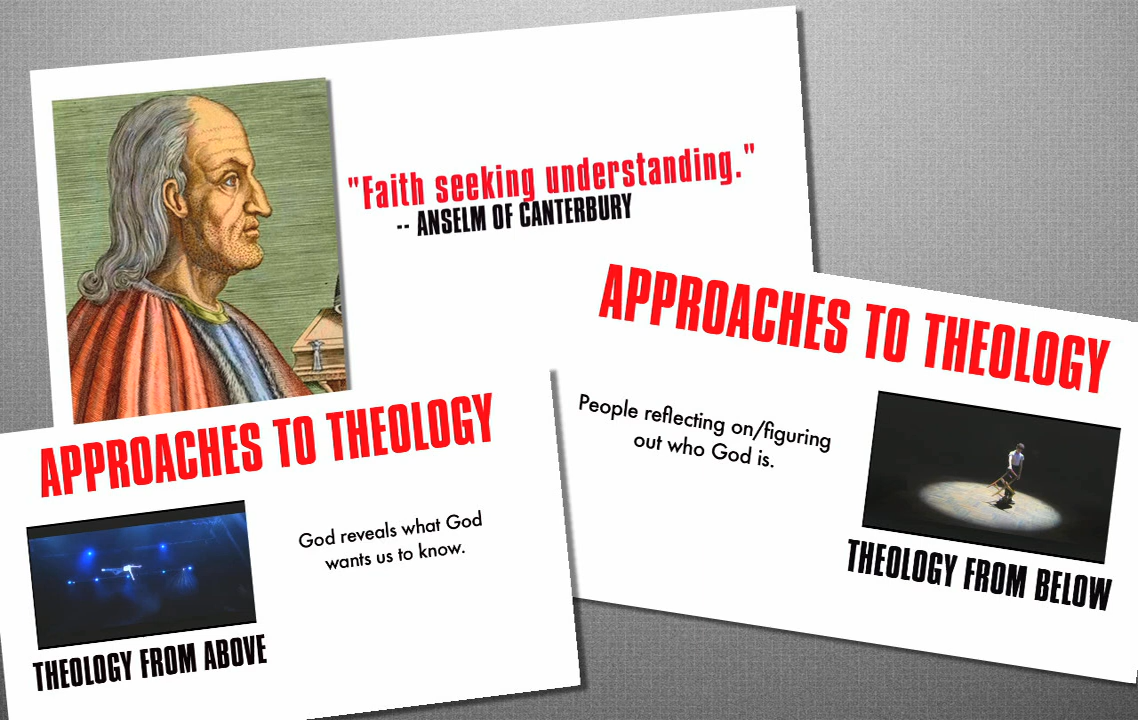 "Faith seeking understanding."
-- ANSELM OF CANTERBURY
APPROACHES TO THEOLOGY
People reflecting on/figuring
out who God is.
THEOLOGY FROM BELOW
APPROACHES TO THEOLOGY
God reveals what God
wants us to know.
THEOLOGY FROM ABOVE